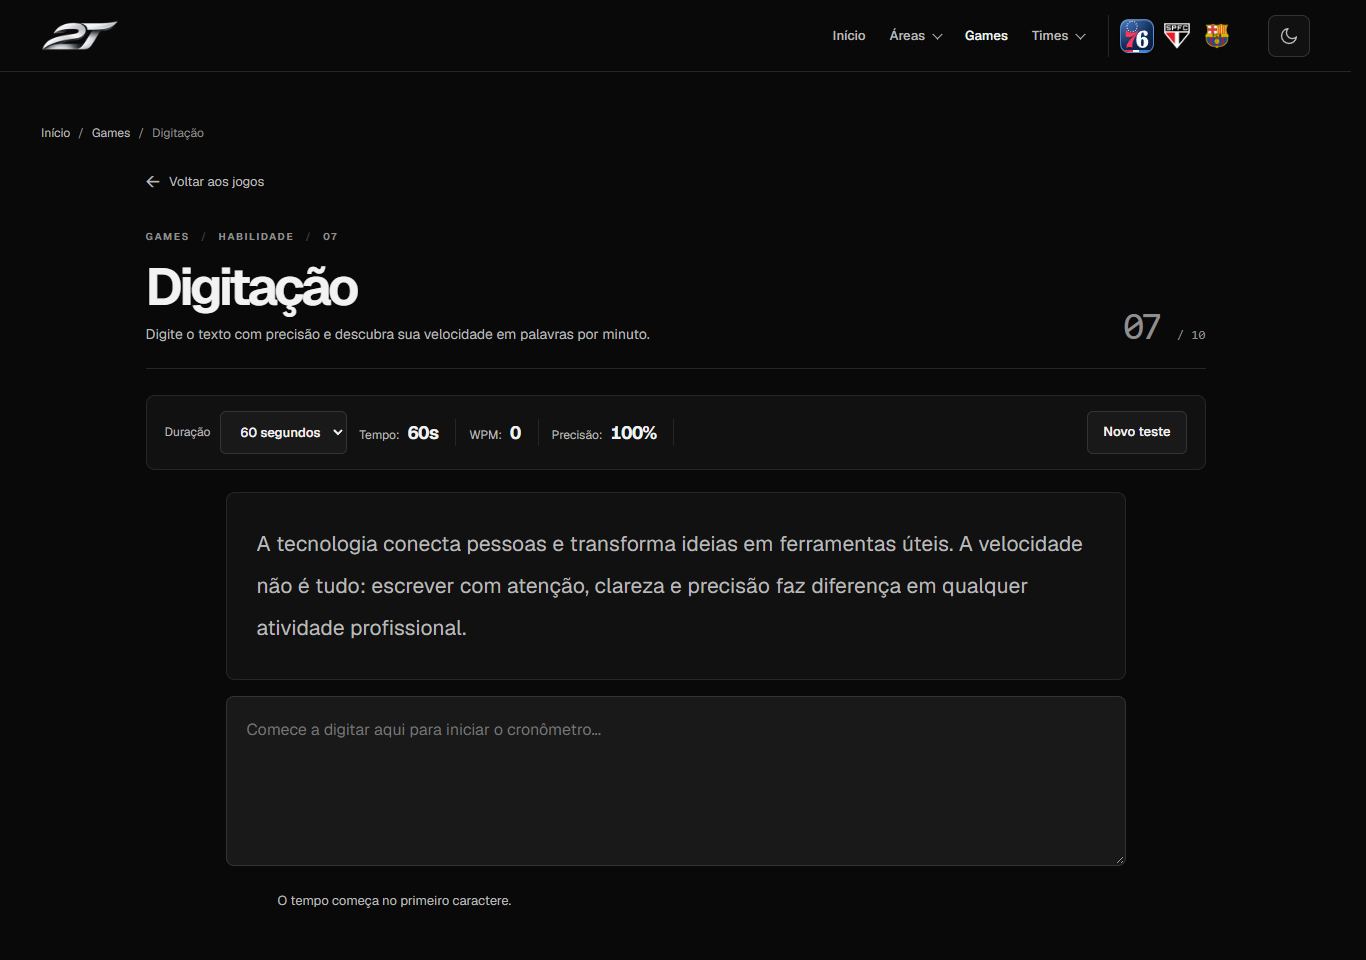 2T
Início
Áreas
Games
Times
76
SPFC
Início / Games / Digitação
Voltar aos jogos
GAMES / HABILIDADE / 07
Digitação
Digite o texto com precisão e descubra sua velocidade em palavras por minuto.
07 / 10
Duração
60 segundos
Tempo: 60s
WPM: 0
Precisão: 100%
Novo teste
A tecnologia conecta pessoas e transforma ideias em ferramentas úteis. A velocidade
não é tudo: escrever com atenção, clareza e precisão faz diferença em qualquer
atividade profissional.
Comece a digitar aqui para iniciar o cronômetro...
O tempo começa no primeiro caractere.